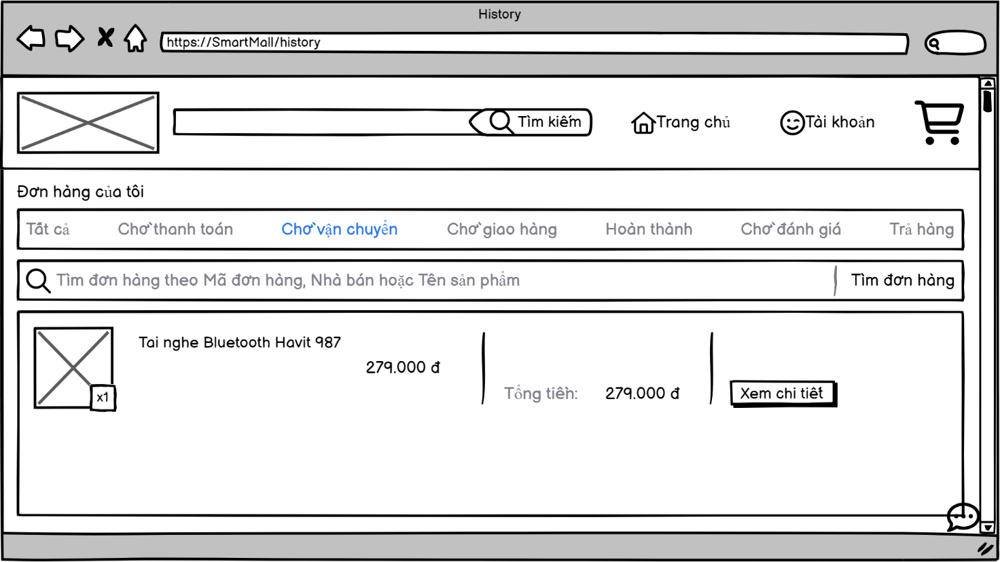 History
https://SmartMall/history
Tìm kiếm
Trang chủ
Tài khoản
Đơn hàng của tôi
Tất cả
Chờ thanh toán
Chờ vận chuyển
Chờ giao hàng
Hoàn thành
Chờ đánh giá
Trả hàng
Tìm đơn hàng theo Mã đơn hàng, Nhà bán hoặc Tên sản phẩm
Tìm đơn hàng
Tai nghe Bluetooth Havit 987
279.000 đ
x1
Tổng tiền: 279.000 đ
Xem chi tiết